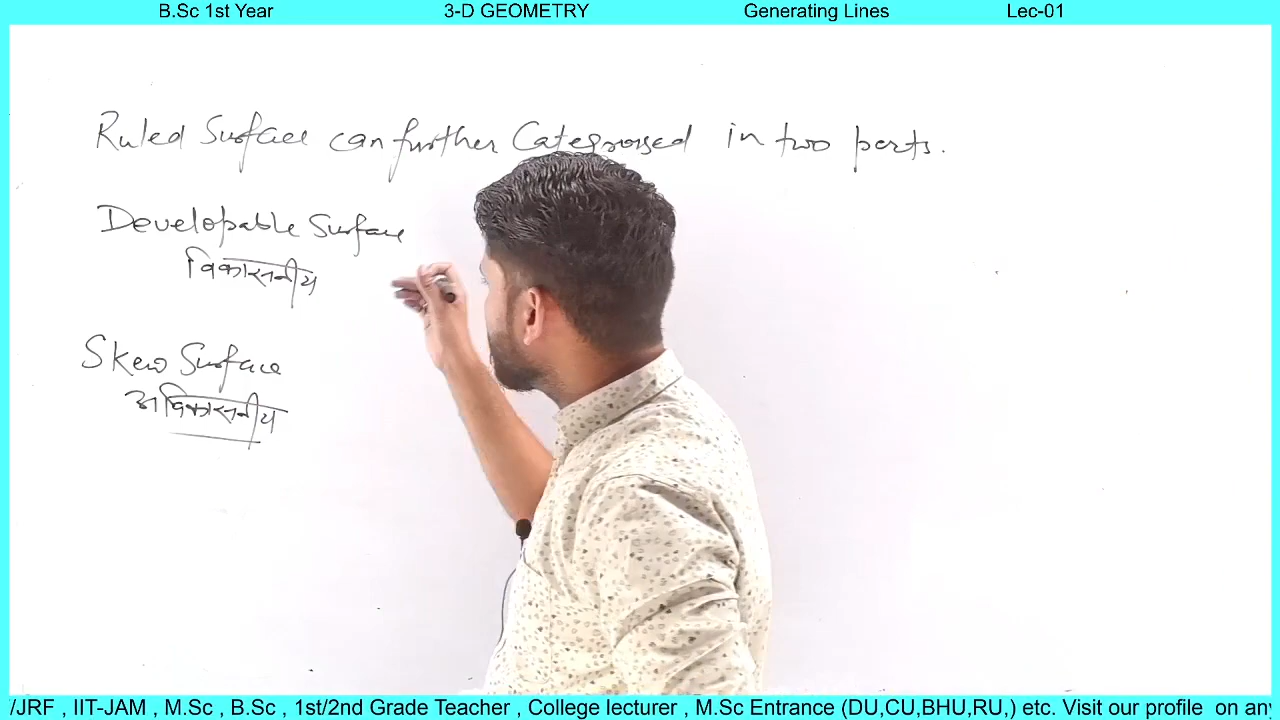 B.Sc 1st Year 3-D GEOMETRY Generating Lines Lec-01
Ruled Surface can further Categorised in two parts.
Developable Surface
विकासनीय
Skew Surface
अविकासनीय
/JRF , IIT-JAM , M.Sc , B.Sc , 1st/2nd Grade Teacher , College lecturer , M.Sc Entrance (DU,CU,BHU,RU,) etc. Visit our profile on any